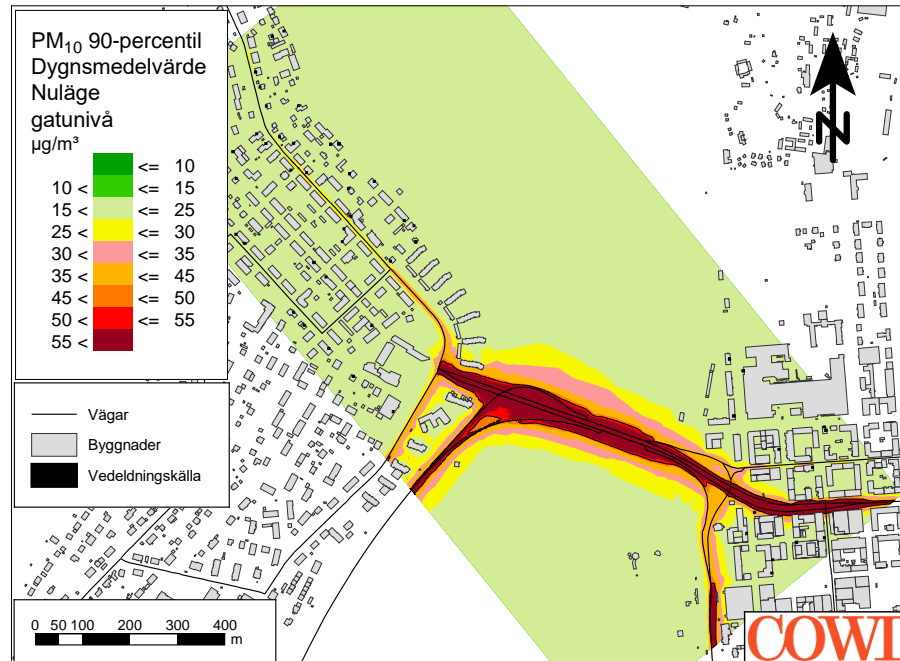 PM₁₀ 90-percentil
Dygnsmedelvärde
Nuläge
gatunivå
µg/m³
<= 10
10 < <= 15
15 < <= 25
25 < <= 30
30 < <= 35
35 < <= 45
45 < <= 50
50 < <= 55
55 <
Vägar
Byggnader
Vedeldningskälla
0 50 100 200 300 400
m
N
COWI